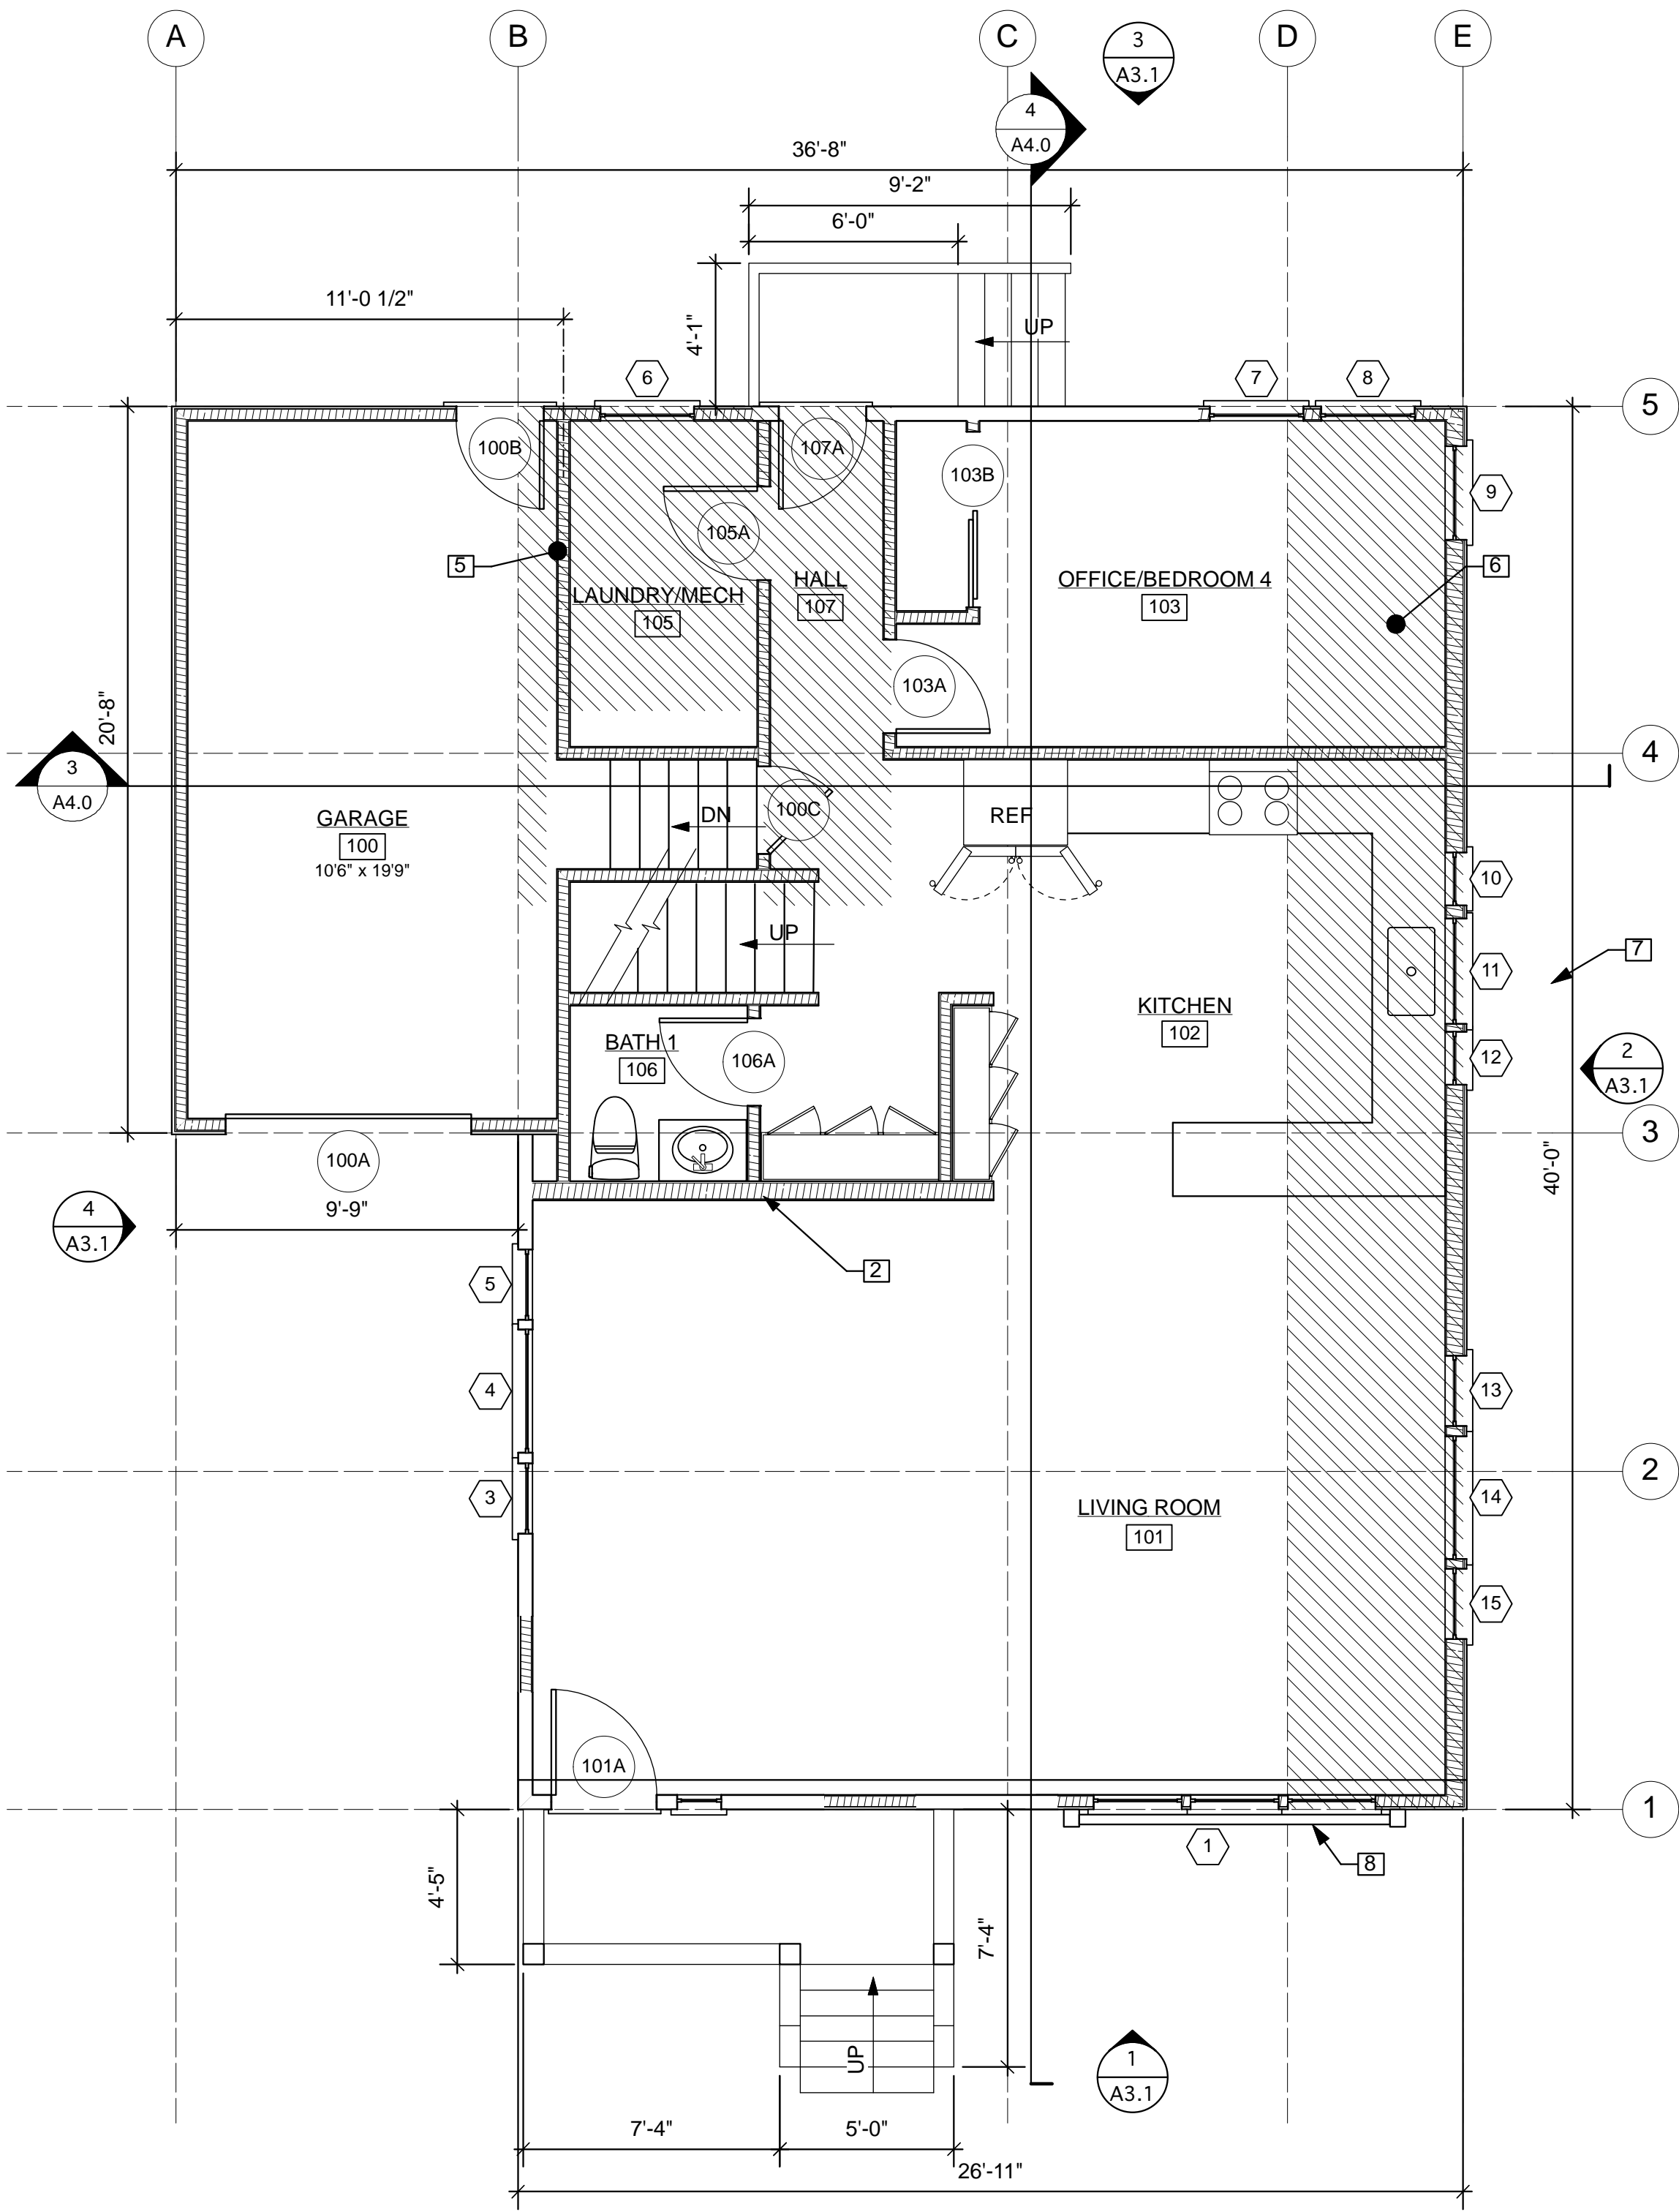 A
B
C
D
E
3
A3.1
4
A4.0
36'-8"
9'-2"
6'-0"
11'-0 1/2"
4'-1"
UP
6
7
8
5
100B
107A
103B
9
105A
5
6
HALL
107
OFFICE/BEDROOM 4
103
LAUNDRY/MECH
105
103A
20'-8"
4
3
A4.0
GARAGE
100
10'6" x 19'9"
DN
100C
REF
10
UP
7
11
KITCHEN
102
BATH 1
106
106A
12
2
A3.1
3
100A
40'-0"
9'-9"
4
A3.1
2
5
4
13
2
3
14
LIVING ROOM
101
15
101A
1
1
8
4'-5"
7'-4"
UP
1
A3.1
7'-4"
5'-0"
26'-11"